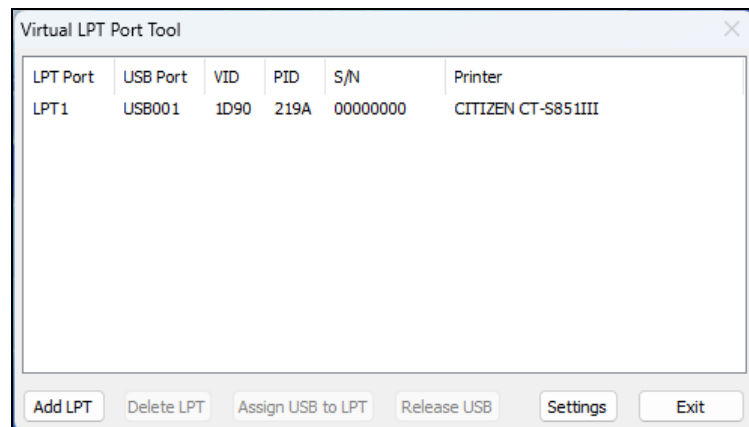 Virtual LPT Port Tool
LPT Port USB Port VID PID S/N Printer
LPT1 USB001 1D90 219A 00000000 CITIZEN CT-S851III
Add LPT Delete LPT Assign USB to LPT Release USB Settings Exit